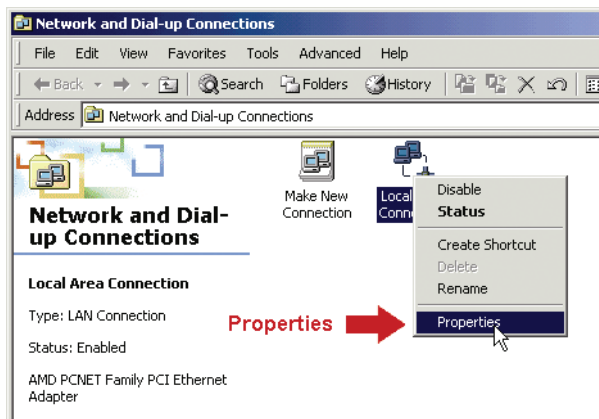 Network and Dial-up Connections
File Edit View Favorites Tools Advanced Help
Back Search Folders History
Address Network and Dial-up Connections
Network and Dial-
up Connections
Local Area Connection
Type: LAN Connection
Status: Enabled
AMD PCNET Family PCI Ethernet
Adapter
Make New
Connection
Local
Conn
Disable
Status
Create Shortcut
Delete
Rename
Properties
Properties